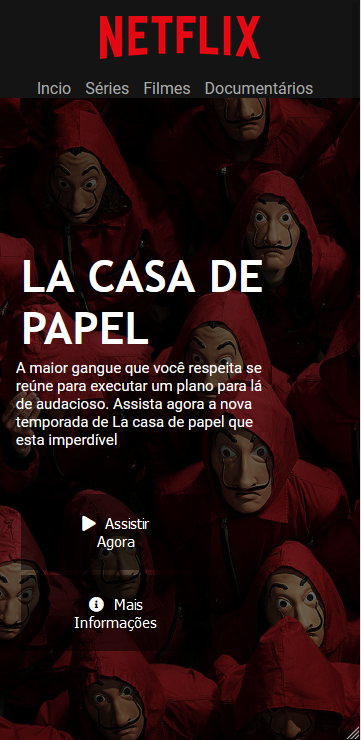 NETFLIX
Incio Séries Filmes Documentários
LA CASA DE
PAPEL
A maior gangue que você respeita se
reúne para executar um plano para lá
de audacioso. Assista agora a nova
temporada de La casa de papel que
esta imperdível
Assistir
Agora
Mais
Informações